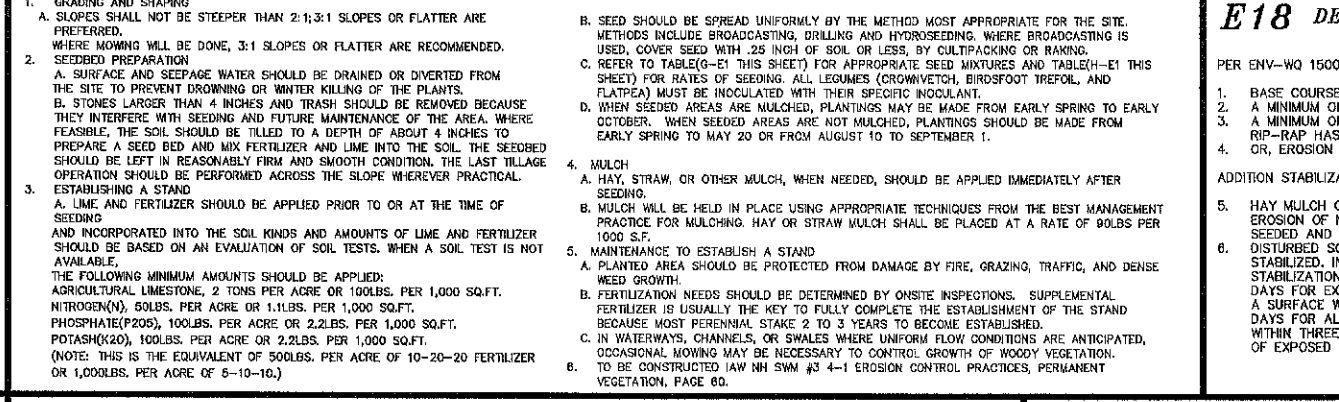 1. GRADING AND SHAPING
A. SLOPES SHALL NOT BE STEEPER THAN 2:1; 3:1 SLOPES OR FLATTER ARE
PREFERRED.
WHERE MOWING WILL BE DONE, 3:1 SLOPES OR FLATTER ARE RECOMMENDED.
2. SEEDBED PREPARATION
A. SURFACE AND SEEPAGE WATER SHOULD BE DRAINED OR DIVERTED FROM
THE SITE TO PREVENT DROWNING OR WINTER KILLING OF THE PLANTS.
B. STONES LARGER THAN 4 INCHES AND TRASH SHOULD BE REMOVED BECAUSE
THEY INTERFERE WITH SEEDING AND FUTURE MAINTENANCE OF THE AREA. WHERE
FEASIBLE, THE SOIL SHOULD BE TILLED TO A DEPTH OF ABOUT 4 INCHES TO
PREPARE A SEED BED AND MIX FERTILIZER AND LIME INTO THE SOIL. THE SEEDBED
SHOULD BE LEFT IN REASONABLY FIRM AND SMOOTH CONDITION. THE LAST TILLAGE
OPERATION SHOULD BE PERFORMED ACROSS THE SLOPE WHEREVER PRACTICAL.
3. ESTABLISHING A STAND
A. LIME AND FERTILIZER SHOULD BE APPLIED PRIOR TO OR AT THE TIME OF
SEEDING
AND INCORPORATED INTO THE SOIL KINDS AND AMOUNTS OF LIME AND FERTILIZER
SHOULD BE BASED ON AN EVALUATION OF SOIL TESTS. WHEN A SOIL TEST IS NOT
AVAILABLE,
THE FOLLOWING MINIMUM AMOUNTS SHOULD BE APPLIED:
AGRICULTURAL LIMESTONE, 2 TONS PER ACRE OR 100LBS. PER 1,000 SQ.FT.
NITROGEN(N), 50LBS. PER ACRE OR 1.1LBS. PER 1,000 SQ.FT.
PHOSPHATE(P205), 100LBS. PER ACRE OR 2.2LBS. PER 1,000 SQ.FT.
POTASH(K20), 100LBS. PER ACRE OR 2.2LBS. PER 1,000 SQ.FT.
(NOTE: THIS IS THE EQUIVALENT OF 500LBS. PER ACRE OF 10-20-20 FERTILIZER
OR 1,000LBS. PER ACRE OF 5-10-10.)
B. SEED SHOULD BE SPREAD UNIFORMLY BY THE METHOD MOST APPROPRIATE FOR THE SITE.
METHODS INCLUDE BROADCASTING, DRILLING AND HYDROSEEDING. WHERE BROADCASTING IS
USED, COVER SEED WITH .25 INCH OF SOIL OR LESS, BY CULTIPACKING OR RAKING.
C. REFER TO TABLE(G-E1 THIS SHEET) FOR APPROPRIATE SEED MIXTURES AND TABLE(H-E1 THIS
SHEET) FOR RATES OF SEEDING. ALL LEGUMES (CROWNVETCH, BIRDSFOOT TREFOIL, AND
FLATPEA) MUST BE INOCULATED WITH THEIR SPECIFIC INOCULANT.
D. WHEN SEEDED AREAS ARE MULCHED, PLANTINGS MAY BE MADE FROM EARLY SPRING TO EARLY
OCTOBER. WHEN SEEDED AREAS ARE NOT MULCHED, PLANTINGS SHOULD BE MADE FROM
EARLY SPRING TO MAY 20 OR FROM AUGUST 10 TO SEPTEMBER 1.
4. MULCH
A. HAY, STRAW, OR OTHER MULCH, WHEN NEEDED, SHOULD BE APPLIED IMMEDIATELY AFTER
SEEDING.
B. MULCH WILL BE HELD IN PLACE USING APPROPRIATE TECHNIQUES FROM THE BEST MANAGEMENT
PRACTICE FOR MULCHING. HAY OR STRAW MULCH SHALL BE PLACED AT A RATE OF 90LBS PER
1000 S.F.
5. MAINTENANCE TO ESTABLISH A STAND
A. PLANTED AREA SHOULD BE PROTECTED FROM DAMAGE BY FIRE, GRAZING, TRAFFIC, AND DENSE
WEED GROWTH.
B. FERTILIZATION NEEDS SHOULD BE DETERMINED BY ONSITE INSPECTIONS. SUPPLEMENTAL
FERTILIZER IS USUALLY THE KEY TO FULLY COMPLETE THE ESTABLISHMENT OF THE STAND
BECAUSE MOST PERENNIAL STAKE 2 TO 3 YEARS TO BECOME ESTABLISHED.
C. IN WATERWAYS, CHANNELS, OR SWALES WHERE UNIFORM FLOW CONDITIONS ARE ANTICIPATED,
OCCASIONAL MOWING MAY BE NECESSARY TO CONTROL GROWTH OF WOODY VEGETATION.
6. TO BE CONSTRUCTED IAW NH SWM #3 4-1 EROSION CONTROL PRACTICES, PERMANENT
VEGETATION, PAGE 60.
E18 DE
PER ENV-WQ 1500
1. BASE COURSE
2. A MINIMUM O
3. A MINIMUM O
RIP-RAP HAS
4. OR, EROSION
ADDITION STABILIZA
5. HAY MULCH
EROSION OF
SEEDED AND
6. DISTURBED SO
STABILIZED. IN
STABILIZATION
DAYS FOR EX
A SURFACE W
DAYS FOR AL
WITHIN THREE
OF EXPOSED